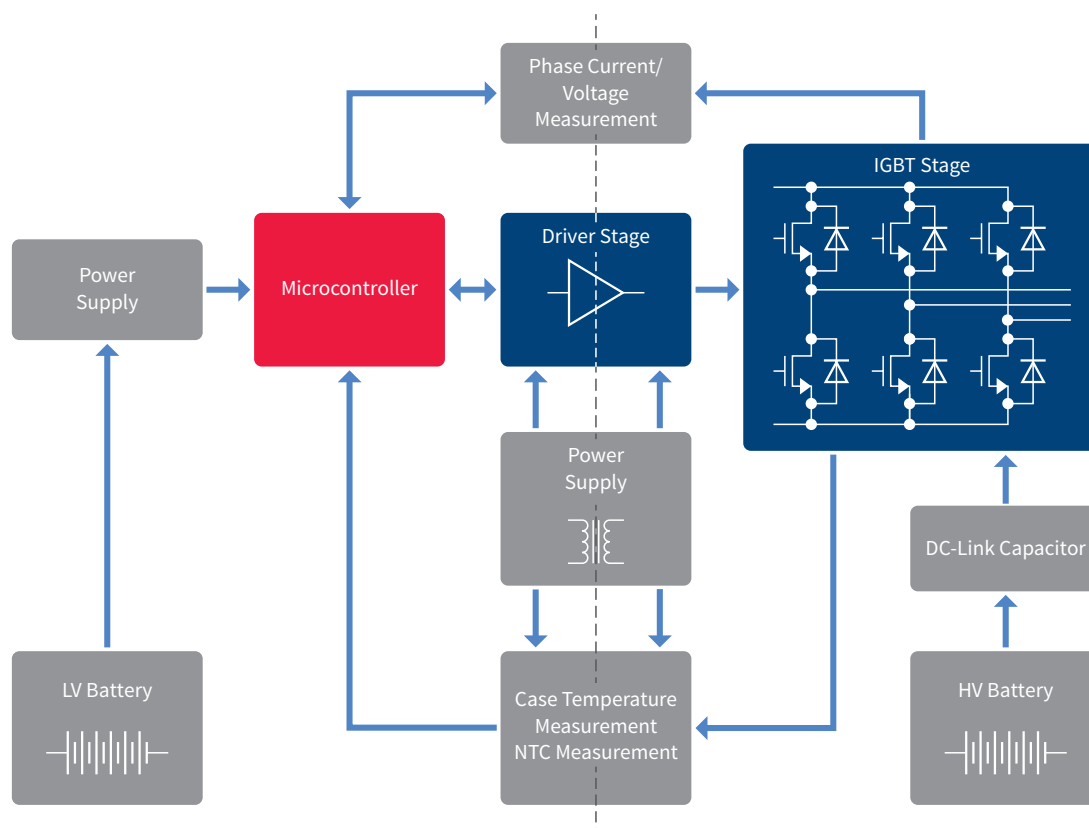 Phase Current/
Voltage
Measurement
IGBT Stage
Driver Stage
Power
Supply
Microcontroller
Power
Supply
DC-Link Capacitor
LV Battery
Case Temperature
Measurement
NTC Measurement
HV Battery